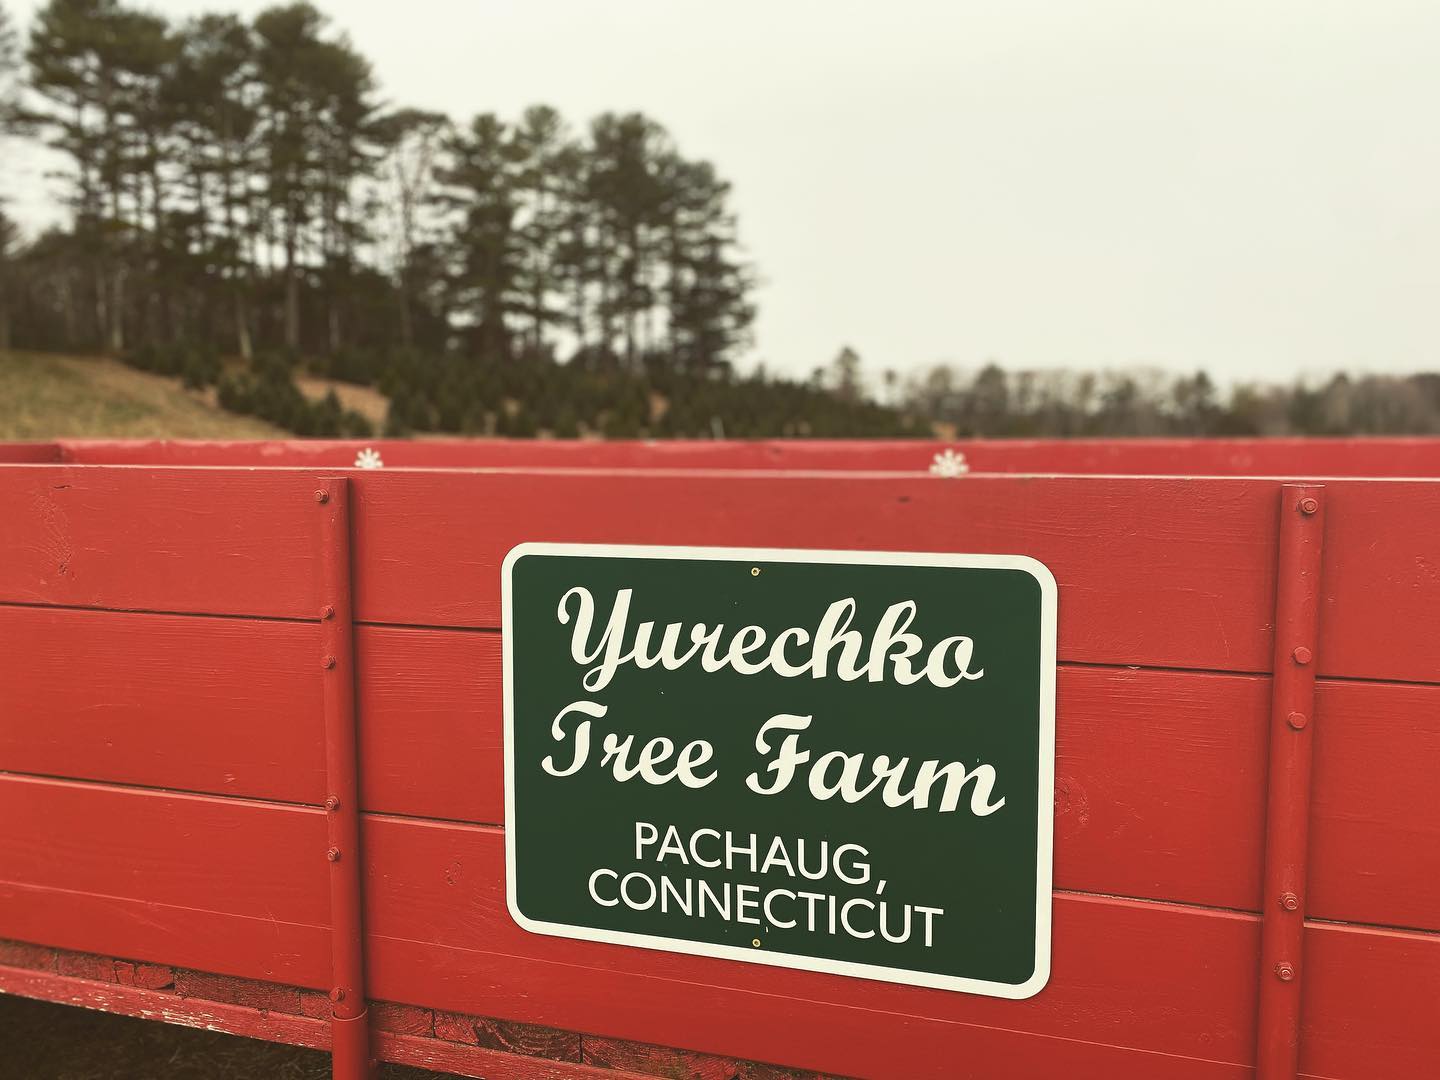 Yurechko
Tree Farm
PACHAUG,
CONNECTICUT